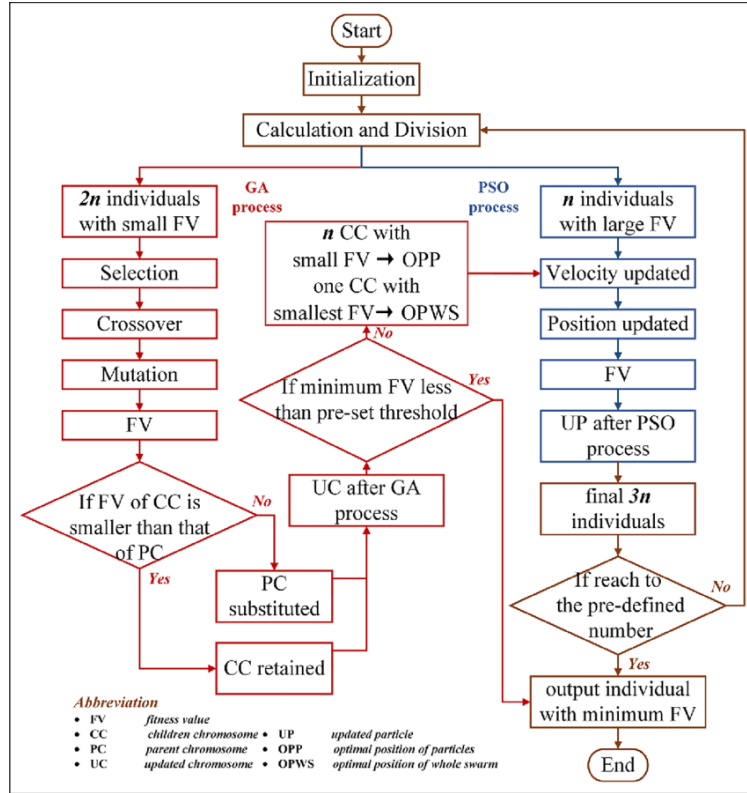 Start
Initialization
Calculation and Division
2n individuals
with small FV
GA
process
PSO
process
n individuals
with large FV
Selection
Crossover
Mutation
FV
If FV of CC is
smaller than that
of PC
No
Yes
PC
substituted
CC retained
UC after GA
process
If minimum FV less
than pre-set threshold
No
Yes
n CC with
small FV → OPP
one CC with
smallest FV → OPWS
Velocity updated
Position updated
FV
UP after PSO
process
final 3n
individuals
If reach to
the pre-defined
number
No
Yes
output individual
with minimum FV
End
Abbreviation
• FV fitness value
• CC children chromosome • UP updated particle
• PC parent chromosome • OPP optimal position of particles
• UC updated chromosome • OPWS optimal position of whole swarm